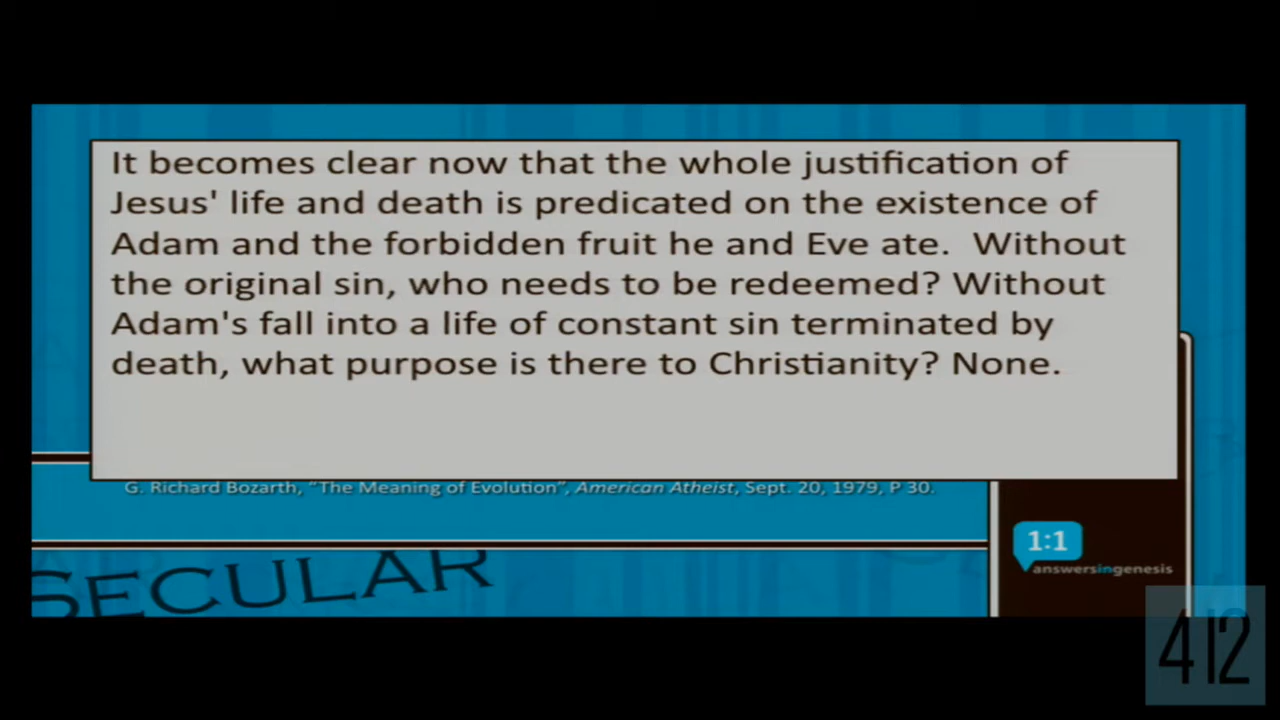 It becomes clear now that the whole justification of
Jesus' life and death is predicated on the existence of
Adam and the forbidden fruit he and Eve ate. Without
the original sin, who needs to be redeemed? Without
Adam's fall into a life of constant sin terminated by
death, what purpose is there to Christianity? None.
G. Richard Bozarth, “The Meaning of Evolution”, American Atheist, Sept. 20, 1979, P 30.
1:1
answersingenesis
SECULAR
412